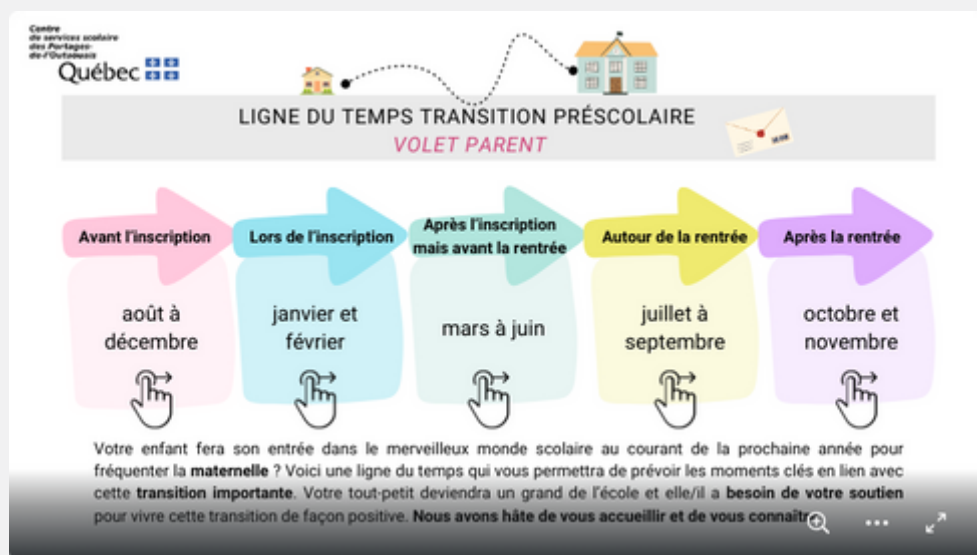 Centre
de services scolaire
des Portages-
de-l'Outaouais
Québec
LIGNE DU TEMPS TRANSITION PRÉSCOLAIRE
VOLET PARENT
Avant l'inscription
Lors de l'inscription
Après l'inscription
mais avant la rentrée
Autour de la rentrée
Après la rentrée
août à
décembre
janvier et
février
mars à juin
juillet à
septembre
octobre et
novembre
Votre enfant fera son entrée dans le merveilleux monde scolaire au courant de la prochaine année pour
fréquenter la maternelle ? Voici une ligne du temps qui vous permettra de prévoir les moments clés en lien avec
cette transition importante. Votre tout-petit deviendra un grand de l'école et elle/il a besoin de votre soutien
pour vivre cette transition de façon positive. Nous avons hâte de vous accueillir et de vous connaître